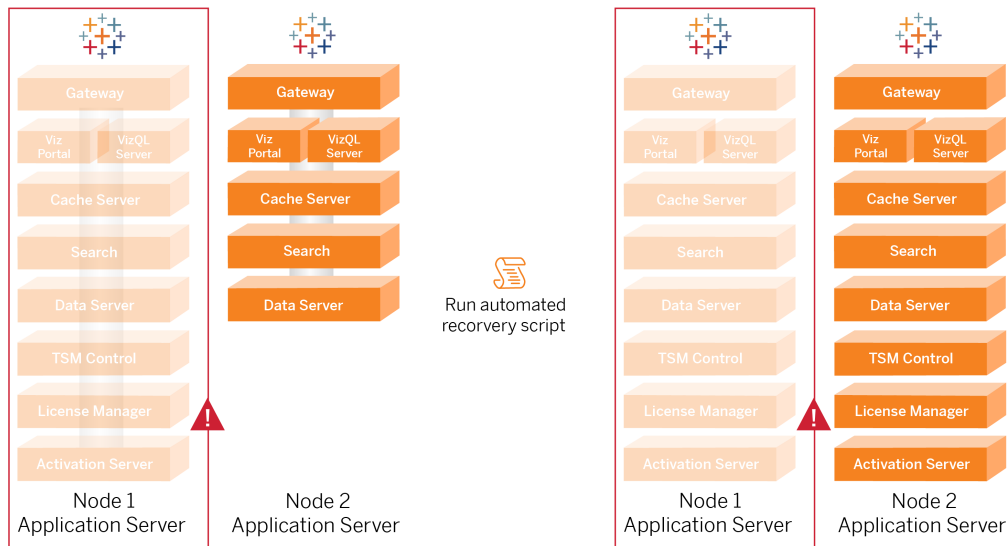 Gateway
Viz
Portal
VizQL
Server
Cache Server
Search
Data Server
TSM Control
License Manager
Activation Server
!
Node 1
Application Server
Gateway
Viz
Portal
VizQL
Server
Cache Server
Search
Data Server
Node 2
Application Server
Run automated
recovery script
Gateway
Viz
Portal
VizQL
Server
Cache Server
Search
Data Server
TSM Control
License Manager
Activation Server
!
Node 1
Application Server
Gateway
Viz
Portal
VizQL
Server
Cache Server
Search
Data Server
TSM Control
License Manager
Activation Server
Node 2
Application Server